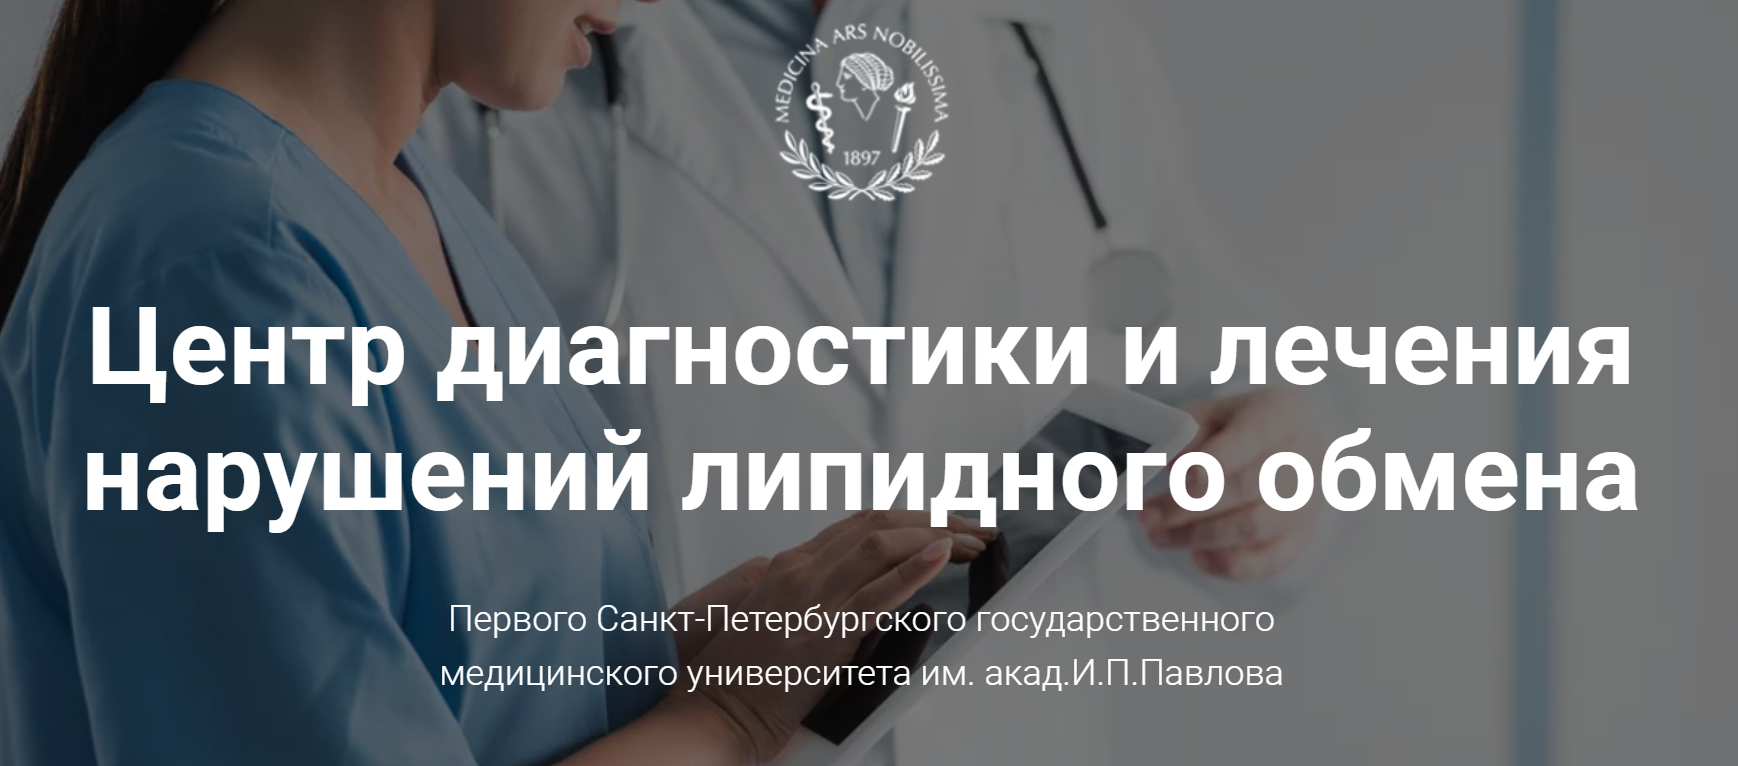 MEDICINA ARS NOBILISSIMA
1897
Центр диагностики и лечения
нарушений липидного обмена
Первого Санкт-Петербургского государственного
медицинского университета им. акад.И.П.Павлова